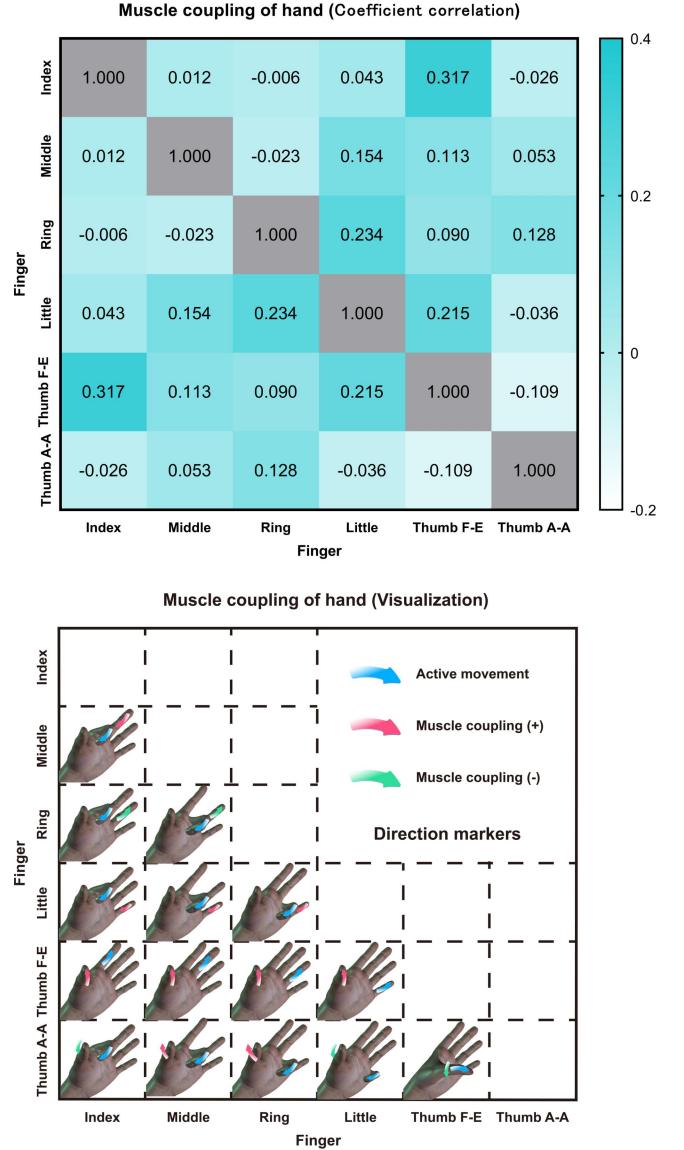 Muscle coupling of hand (Coefficient correlation)
Index 1.000 0.012 -0.006 0.043 0.317 -0.026
Middle 0.012 1.000 -0.023 0.154 0.113 0.053
Ring -0.006 -0.023 1.000 0.234 0.090 0.128
Little 0.043 0.154 0.234 1.000 0.215 -0.036
Thumb F-E 0.317 0.113 0.090 0.215 1.000 -0.109
Thumb A-A -0.026 0.053 0.128 -0.036 -0.109 1.000
Finger
Index Middle Ring Little Thumb F-E Thumb A-A
Finger
0.4
0.2
0
-0.2
Muscle coupling of hand (Visualization)
Index
Middle
Ring
Little
Thumb F-E
Thumb A-A
Finger
Active movement
Muscle coupling (+)
Muscle coupling (-)
Direction markers
Index Middle Ring Little Thumb F-E Thumb A-A
Finger